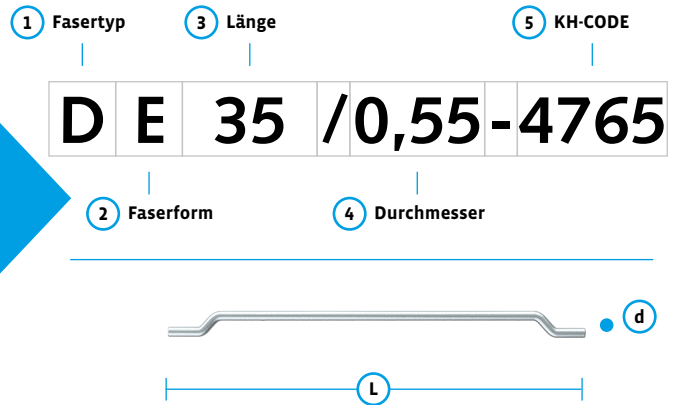 1 Fasertyp 3 Länge 5 KH-CODE
D E 35 /0,55-4765
2 Faserform 4 Durchmesser
d
L